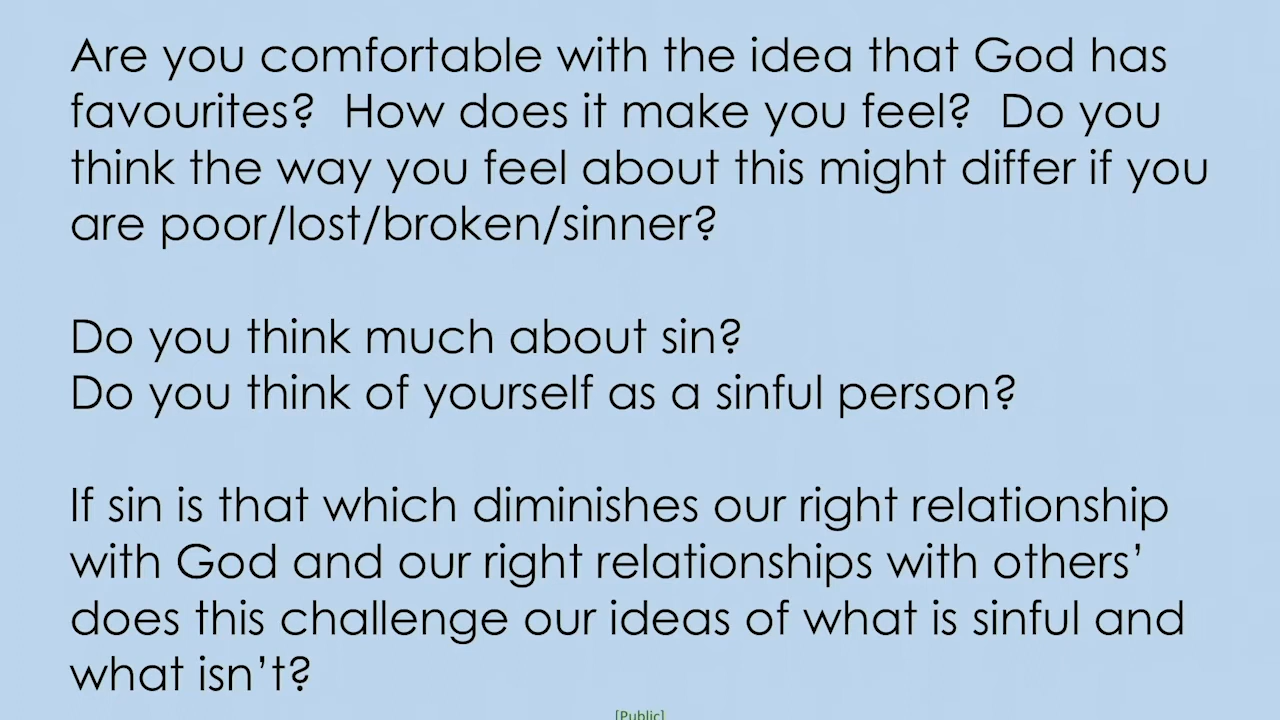 Are you comfortable with the idea that God has
favourites?  How does it make you feel?  Do you
think the way you feel about this might differ if you
are poor/lost/broken/sinner?
Do you think much about sin?
Do you think of yourself as a sinful person?
If sin is that which diminishes our right relationship
with God and our right relationships with others’
does this challenge our ideas of what is sinful and
what isn’t?
[Public]